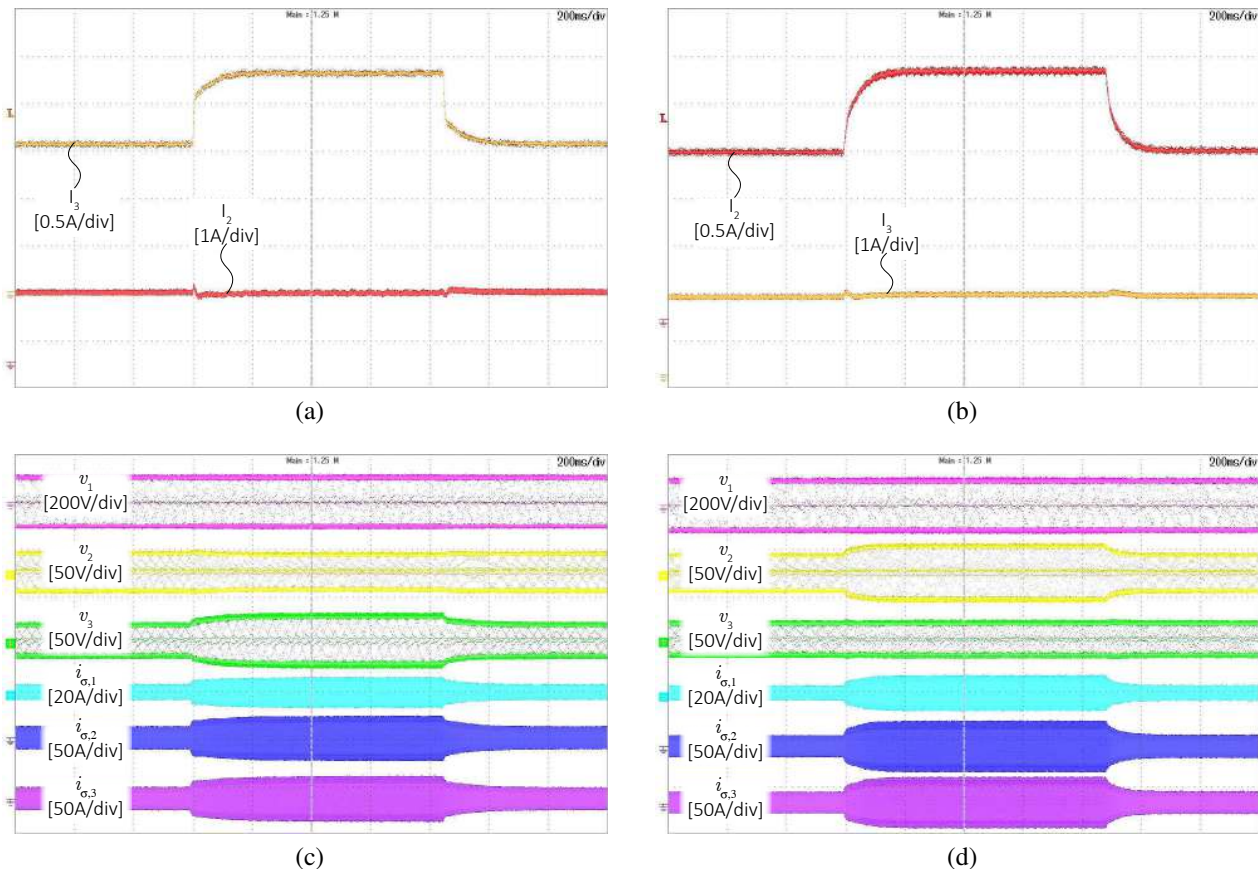 Main = 1.25 M
200ms/div
L
I3
[0.5A/div]
I2
[1A/div]
(a)
Main = 1.25 M
200ms/div
L
I2
[0.5A/div]
I3
[1A/div]
(b)
Main = 1.25 M
200ms/div
v1
[200V/div]
v2
[50V/div]
v3
[50V/div]
iσ,1
[20A/div]
iσ,2
[50A/div]
iσ,3
[50A/div]
(c)
Main = 1.25 M
200ms/div
v1
[200V/div]
v2
[50V/div]
v3
[50V/div]
iσ,1
[20A/div]
iσ,2
[50A/div]
iσ,3
[50A/div]
(d)